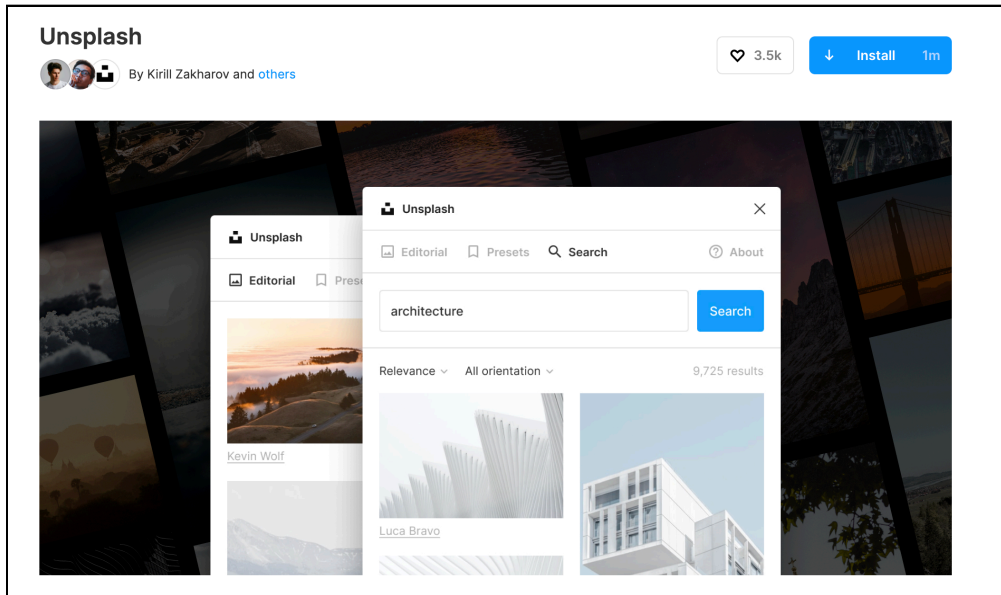 Unsplash
By Kirill Zakharov and others
3.5k
Install 1m
Unsplash
Editorial Prese
Kevin Wolf
Unsplash
Editorial Presets Search About
architecture
Search
Relevance All orientation 9,725 results
Luca Bravo